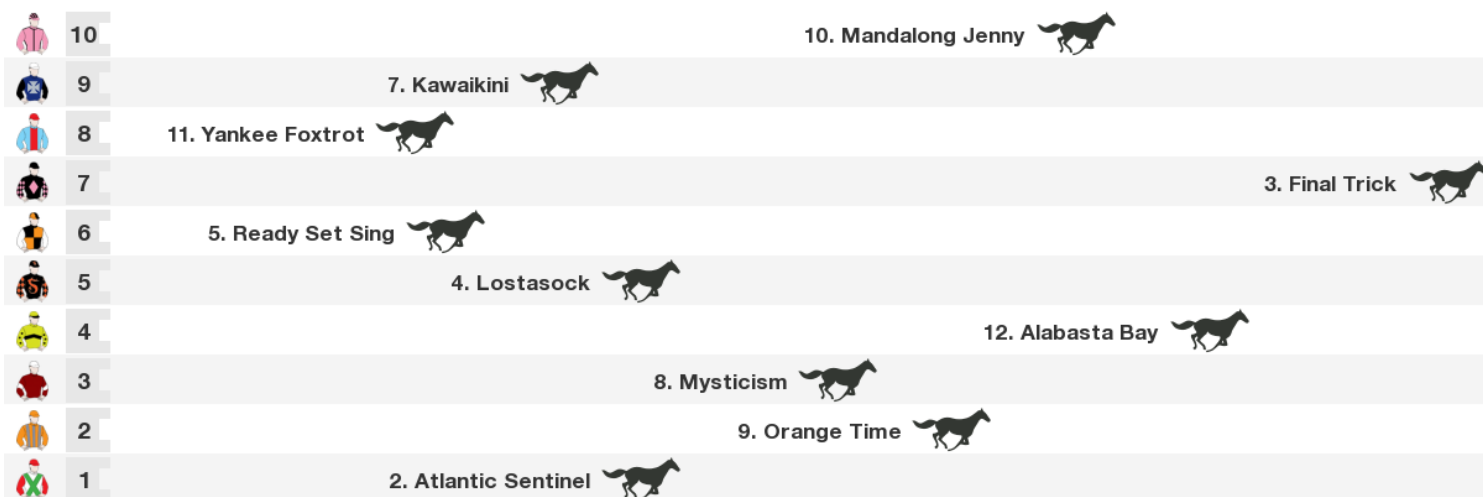 10 10. Mandalong Jenny
9 7. Kawaikini
8 11. Yankee Foxtrot
7 3. Final Trick
6 5. Ready Set Sing
5 4. Lostasock
4 12. Alabasta Bay
3 8. Mysticism
2 9. Orange Time
1 2. Atlantic Sentinel